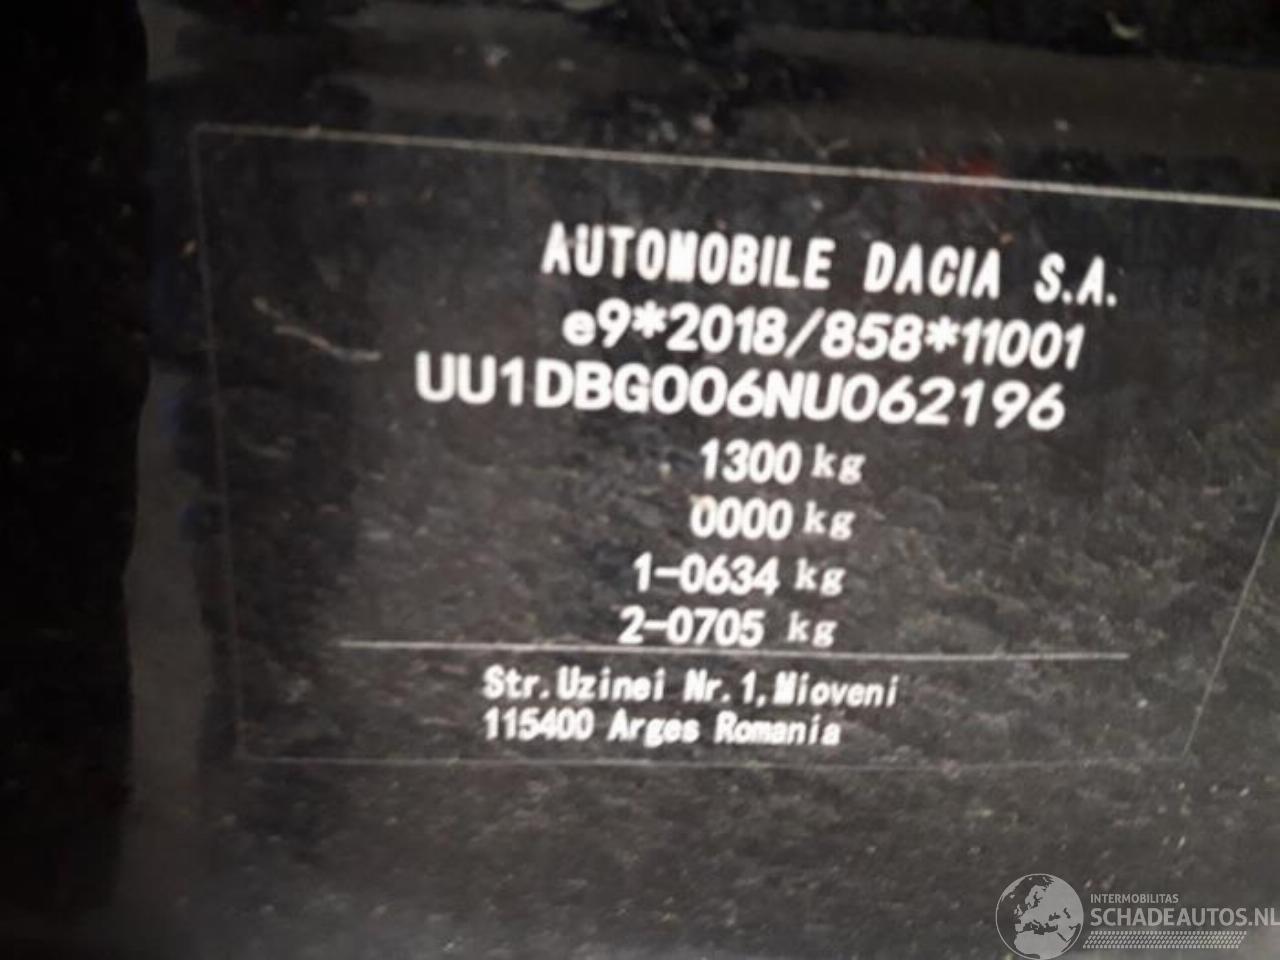 AUTOMOBILE DACIA S.A.
e9*2018/858*11001
UU1DBG006NU062196
1300 kg
0000 kg
1-0634 kg
2-0705 kg
Str.Uzinei Nr.1,Mioveni
115400 Arges Romania
INTERMOBILITAS
SCHADEAUTOS.NL